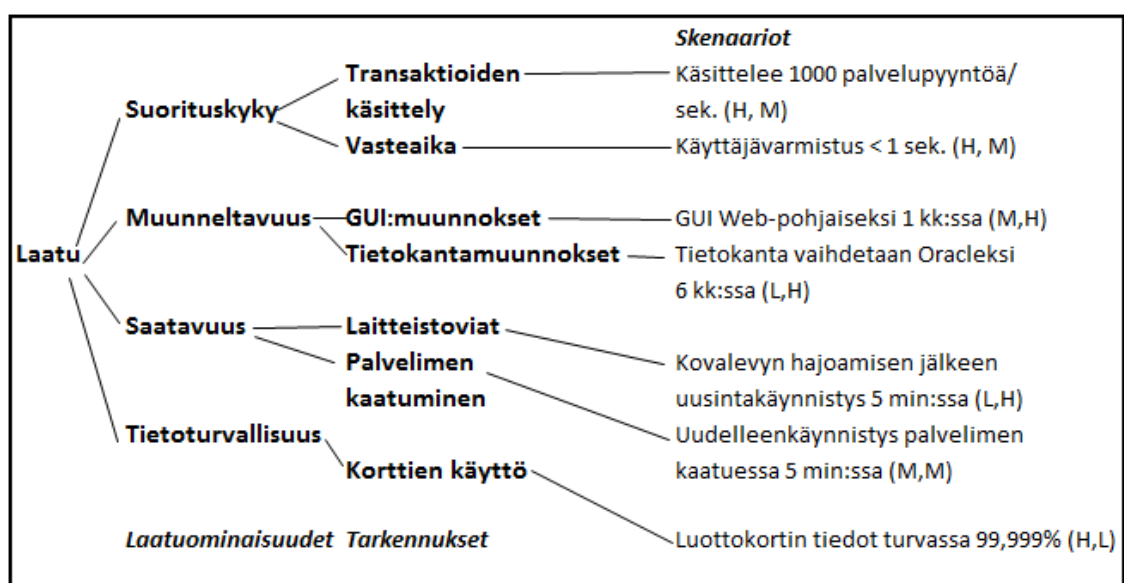 Skenaariot
Transaktioiden
käsittely
Käsittelee 1000 palvelupyyntöä/
sek. (H, M)
Suorituskyky
Vasteaika
Käyttäjävarmistus < 1 sek. (H, M)
Muunneltavuus
GUI:muunnokset
GUI Web-pohjaiseksi 1 kk:ssa (M,H)
Laatu
Tietokantamuunnokset
Tietokanta vaihdetaan Oracleksi
6 kk:ssa (L,H)
Saatavuus
Laitteistoviat
Palvelimen
kaatuminen
Kovalevyn hajoamisen jälkeen
uusintakäynnistys 5 min:ssa (L,H)
Tietoturvallisuus
Uudelleenkäynnistys palvelimen
kaatuessa 5 min:ssa (M,M)
Korttien käyttö
Luottokortin tiedot turvassa 99,999% (H,L)
Laatuominaisuudet Tarkennukset